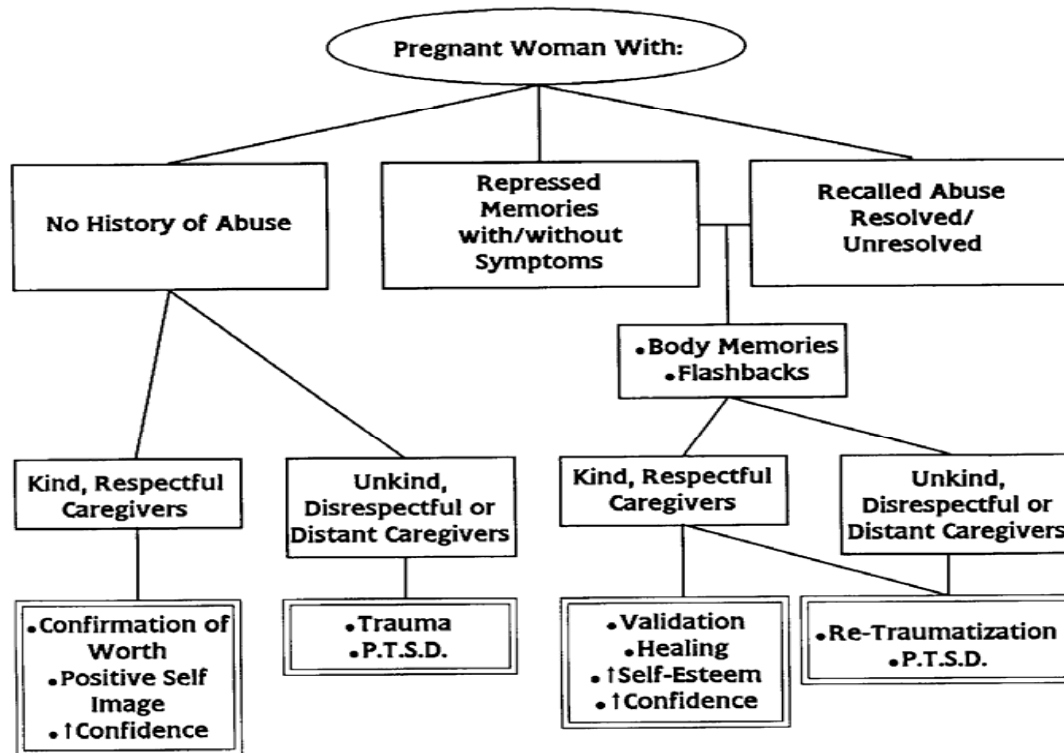 Pregnant Woman With:
No History of Abuse
Repressed
Memories
with/without
Symptoms
Recalled Abuse
Resolved/
Unresolved
•Body Memories
•Flashbacks
Kind, Respectful
Caregivers
Unkind,
Disrespectful or
Distant Caregivers
Kind, Respectful
Caregivers
Unkind,
Disrespectful or
Distant Caregivers
•Confirmation of
Worth
•Positive Self
Image
•↑Confidence
•Trauma
•P.T.S.D.
•Validation
•Healing
•↑Self-Esteem
•↑Confidence
•Re-Traumatization
•P.T.S.D.